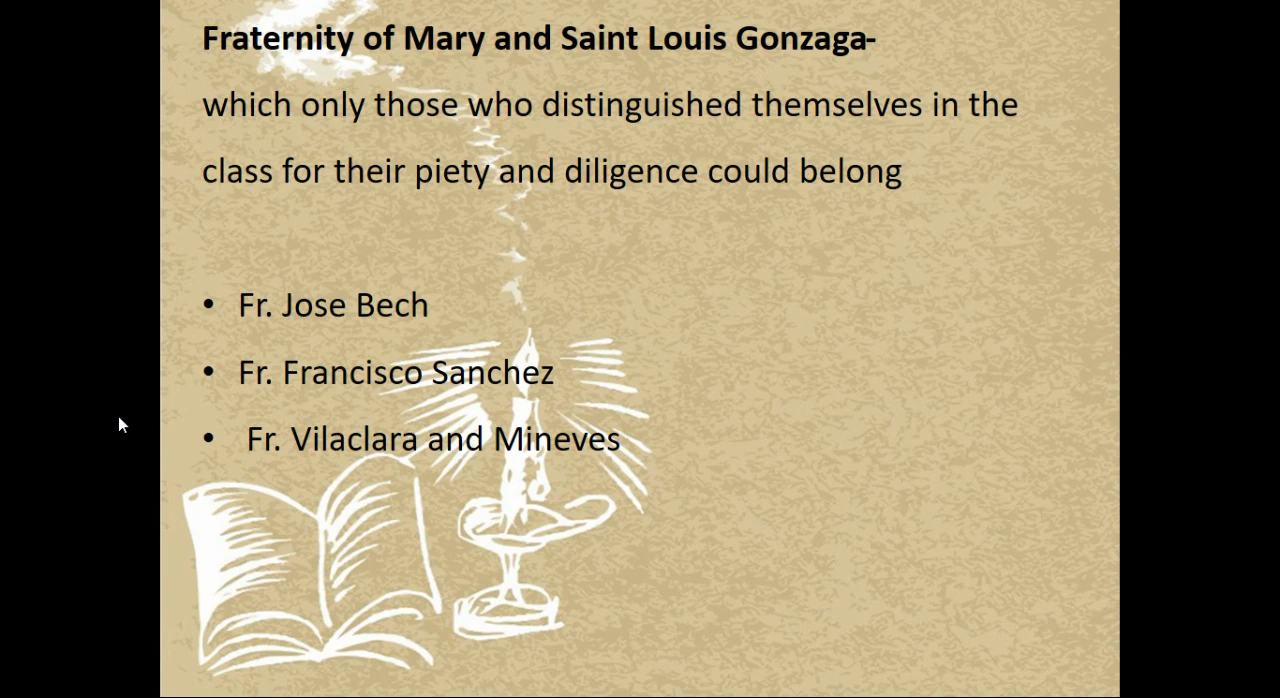 Fraternity of Mary and Saint Louis Gonzaga-
which only those who distinguished themselves in the
class for their piety and diligence could belong
• Fr. Jose Bech
• Fr. Francisco Sanchez
• Fr. Vilaclara and Mineves